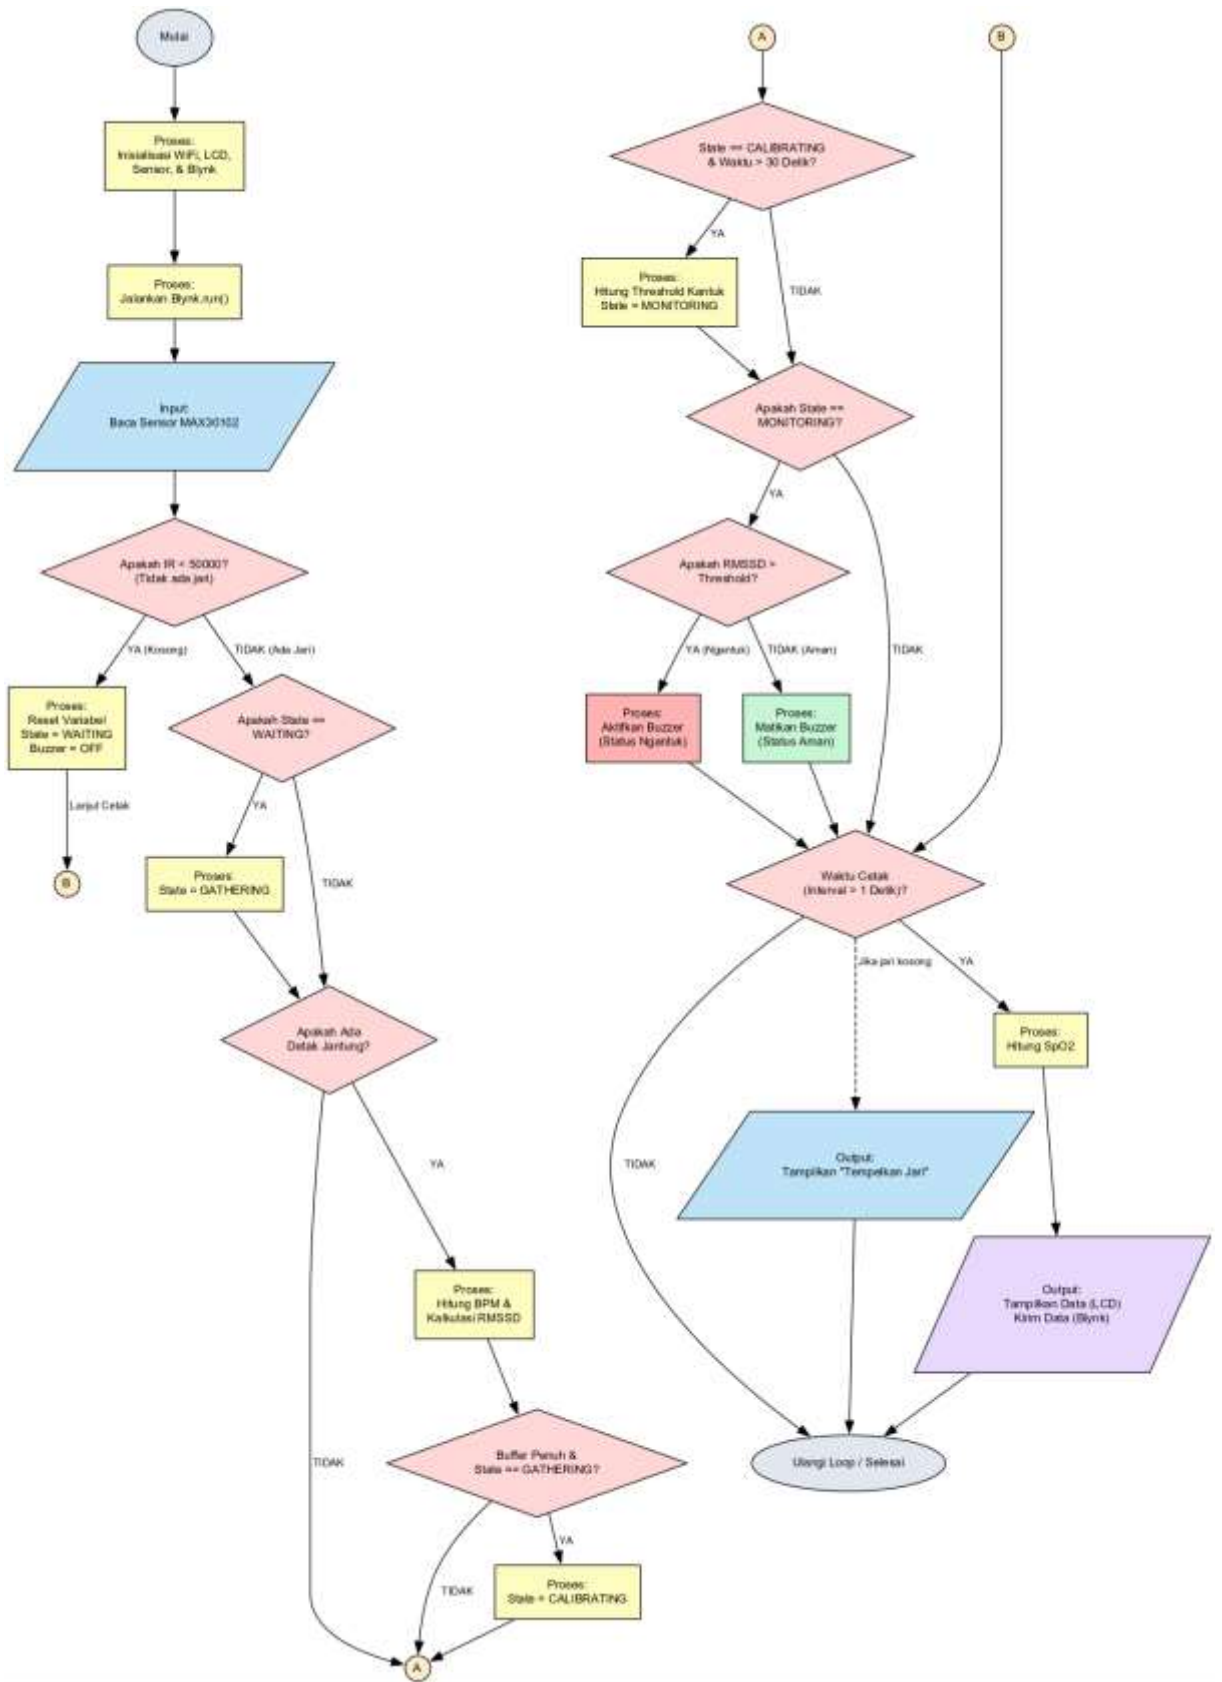 Mulai
Proses:
Inisialisasi WiFi, LCD,
Sensor, & Blynk
Proses:
Jalankan Blynk.run()
Input:
Baca Sensor MAX30102
Apakah IR < 50000?
(Tidak ada jari)
YA (Kosong)
TIDAK (Ada Jari)
Proses:
Reset Variabel
State = WAITING
Buzzer = OFF
Lanjut Cetak
B
Apakah State ==
WAITING?
YA
TIDAK
Proses:
State = GATHERING
Apakah Ada
Detak Jantung?
YA
TIDAK
Proses:
Hitung BPM &
Kalkulasi RMSSD
Buffer Penuh &
State == GATHERING?
YA
TIDAK
Proses:
State = CALIBRATING
A
A
State == CALIBRATING
& Waktu > 30 Detik?
YA
TIDAK
Proses:
Hitung Threshold Kantuk
State = MONITORING
Apakah State ==
MONITORING?
YA
TIDAK
Apakah RMSSD >
Threshold?
YA (Ngantuk)
TIDAK (Aman)
Proses:
Aktifkan Buzzer
(Status Ngantuk)
Proses:
Matikan Buzzer
(Status Aman)
B
Waktu Cetak
(Interval > 1 Detik)?
TIDAK
Jika jari kosong
YA
Proses:
Hitung SpO2
Output:
Tampilkan "Tempelkan Jari"
Output:
Tampilkan Data (LCD)
Kirim Data (Blynk)
Ulangi Loop / Selesai